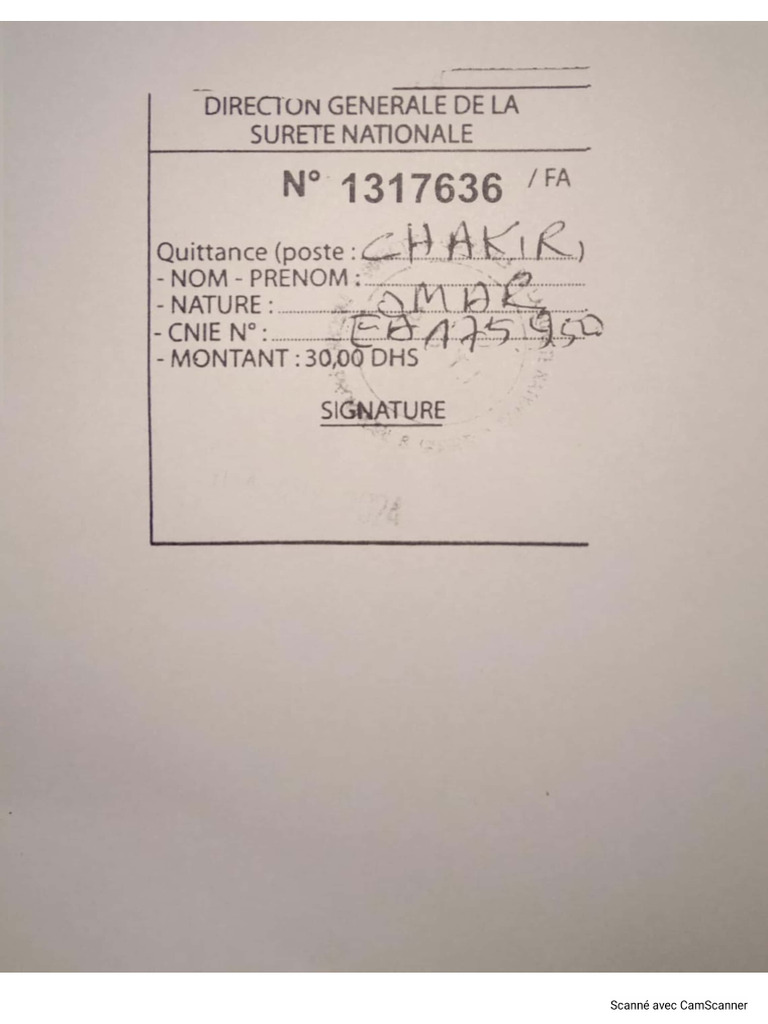 DIRECTON GENERALE DE LA
SURETE NATIONALE
N° 1317636 / FA
Quittance (poste : CHAKIR)
- NOM - PRENOM :
- NATURE : OMAR
- CNIE N° : EA175950
- MONTANT : 30,00 DHS
SIGNATURE
Scanné avec CamScanner